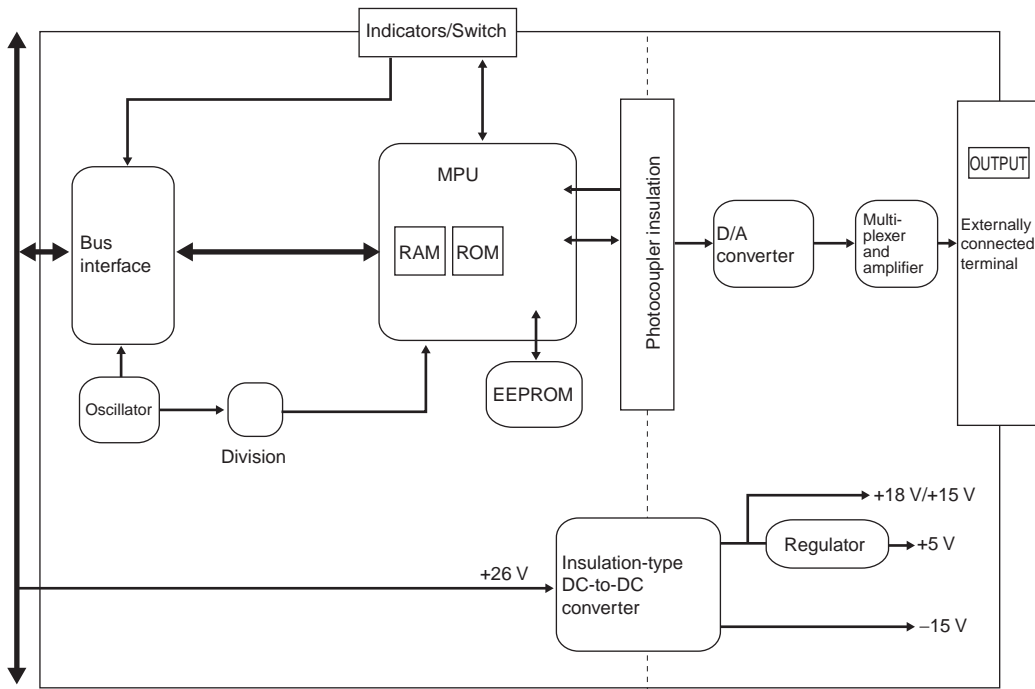 Indicators/Switch
Bus
interface
MPU
RAM
ROM
EEPROM
Oscillator
Division
Photocoupler insulation
D/A
converter
Multi-
plexer
and
amplifier
OUTPUT
Externally
connected
terminal
+26 V
Insulation-type
DC-to-DC
converter
+18 V/+15 V
Regulator
+5 V
−15 V